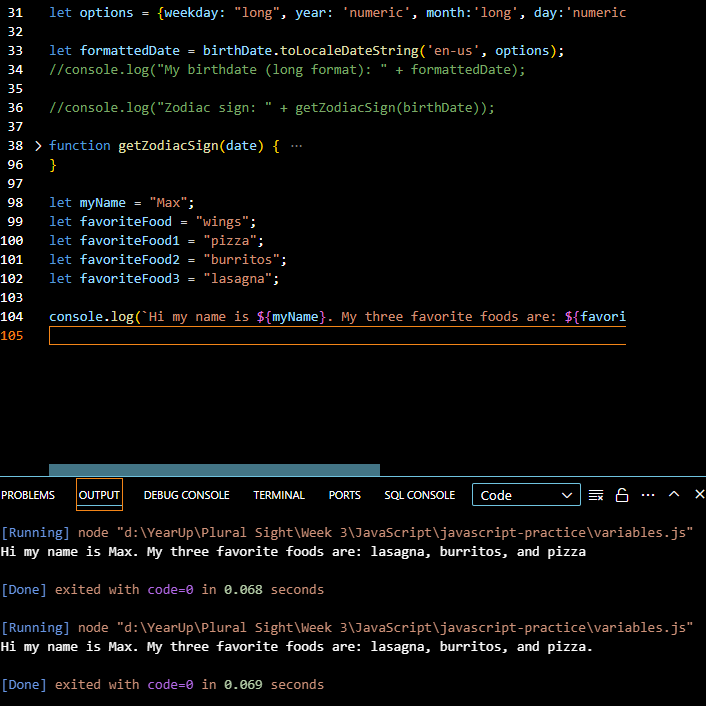 31 let options = {weekday: "long", year: 'numeric', month:'long', day:'numeric
32
33 let formattedDate = birthDate.toLocaleDateString('en-us', options);
34 //console.log("My birthdate (long format): " + formattedDate);
35
36 //console.log("Zodiac sign: " + getZodiacSign(birthDate));
37
38 > function getZodiacSign(date) { ···
96 }
97
98 let myName = "Max";
99 let favoriteFood = "wings";
100 let favoriteFood1 = "pizza";
101 let favoriteFood2 = "burritos";
102 let favoriteFood3 = "lasagna";
103
104 console.log(`Hi my name is ${myName}. My three favorite foods are: ${favori
105
PROBLEMS OUTPUT DEBUG CONSOLE TERMINAL PORTS SQL CONSOLE Code
[Running] node "d:\YearUp\Plural Sight\Week 3\JavaScript\javascript-practice\variables.js"
Hi my name is Max. My three favorite foods are: lasagna, burritos, and pizza
[Done] exited with code=0 in 0.068 seconds
[Running] node "d:\YearUp\Plural Sight\Week 3\JavaScript\javascript-practice\variables.js"
Hi my name is Max. My three favorite foods are: lasagna, burritos, and pizza.
[Done] exited with code=0 in 0.069 seconds